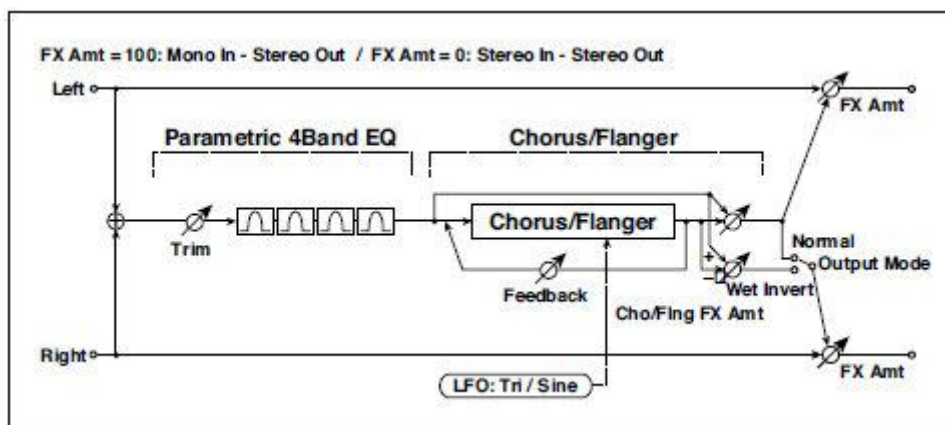 FX Amt = 100: Mono In - Stereo Out / FX Amt = 0: Stereo In - Stereo Out
Left
FX Amt
Parametric 4Band EQ
Chorus/Flanger
Chorus/Flanger
Trim
Normal
Output Mode
+
−
Wet Invert
Feedback
Cho/Flng FX Amt
Right
FX Amt
LFO: Tri / Sine